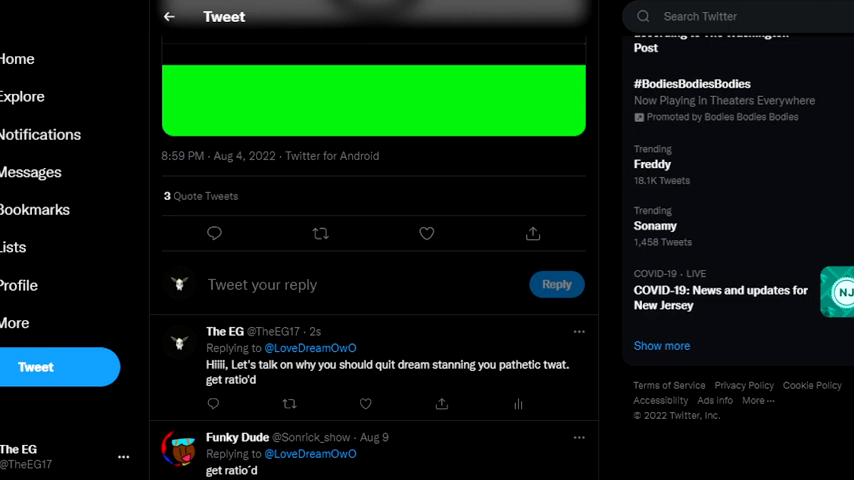 Tweet
Search Twitter
Home
Explore
Notifications
Messages
Bookmarks
Lists
Profile
More
Tweet
The EG
@TheEG17
8:59 PM · Aug 4, 2022 · Twitter for Android
3 Quote Tweets
Tweet your reply
Reply
The EG @TheEG17 · 2s
Replying to @LoveDreamOwO
Hiiii, Let's talk on why you should quit dream stanning you pathetic twat.
get ratio'd
Funky Dude @Sonrick_show · Aug 9
Replying to @LoveDreamOwO
get ratio´d
according to The Washington
Post
#BodiesBodiesBodies
Now Playing In Theaters Everywhere
Promoted by Bodies Bodies Bodies
Trending
Freddy
18.1K Tweets
Trending
Sonamy
1,458 Tweets
COVID-19 · LIVE
COVID-19: News and updates for
New Jersey
NJ
Show more
Terms of Service Privacy Policy Cookie Policy
Accessibility Ads info More ···
© 2022 Twitter, Inc.